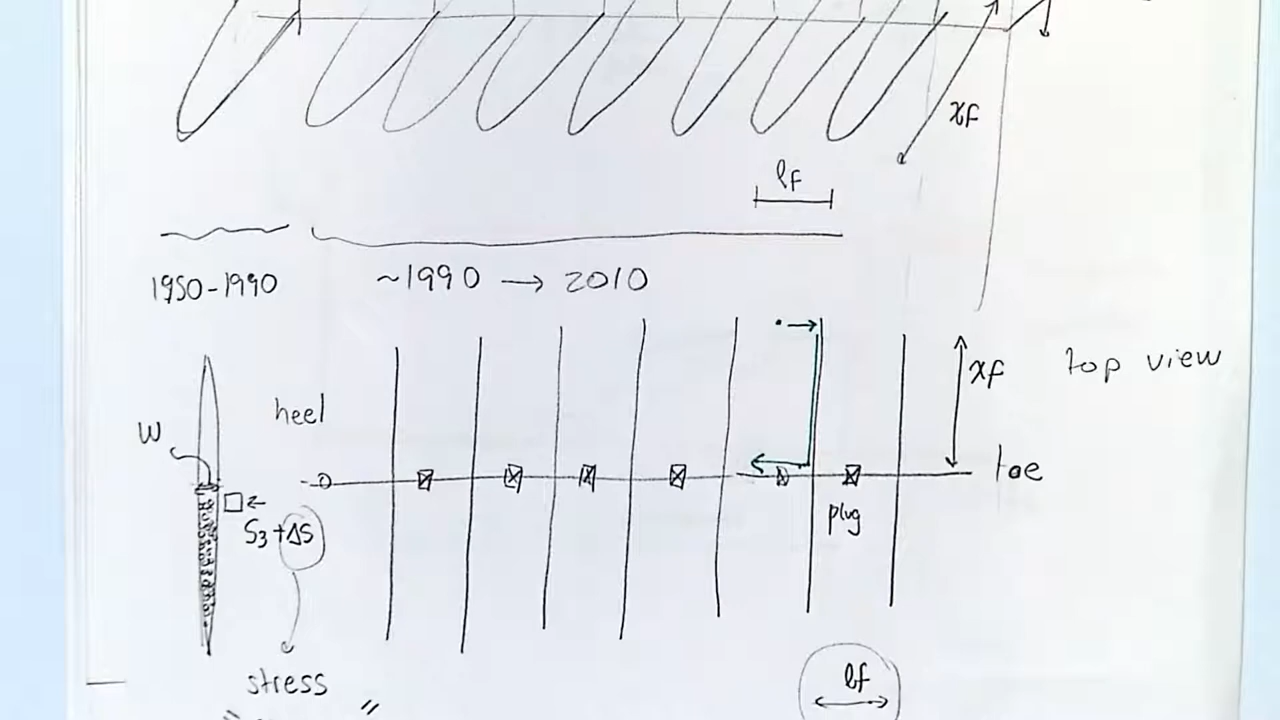 xf
lf
1950-1990
~1990 → 2010
xf
top view
heel
w
toe
S3+ΔS
plug
stress
lf